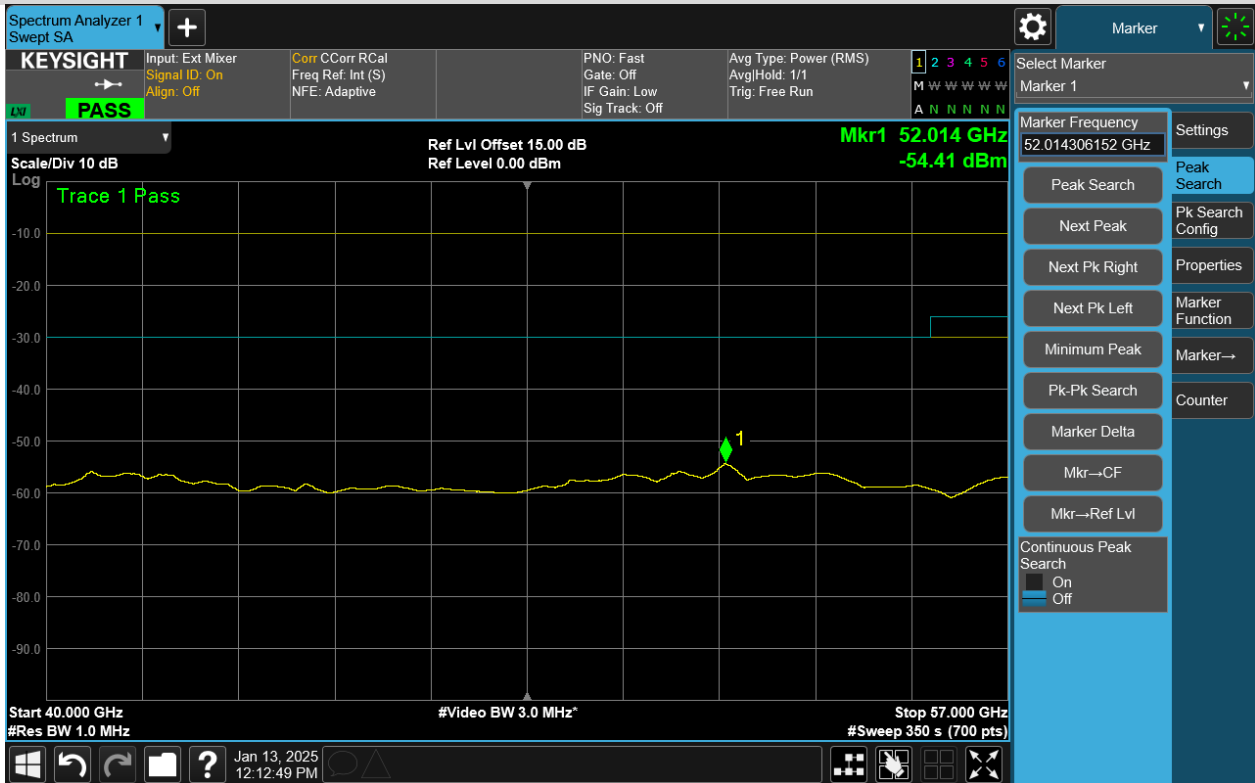 Spectrum Analyzer 1
Swept SA
Marker
KEYSIGHT
LXI
PASS
Input: Ext Mixer
Signal ID: On
Align: Off
Corr CCorr RCal
Freq Ref: Int (S)
NFE: Adaptive
PNO: Fast
Gate: Off
IF Gain: Low
Sig Track: Off
Avg Type: Power (RMS)
Avg|Hold: 1/1
Trig: Free Run
1 2 3 4 5 6
M W W W W W
A N N N N N
Select Marker
Marker 1
1 Spectrum
Scale/Div 10 dB
Log
Ref Lvl Offset 15.00 dB
Ref Level 0.00 dBm
Mkr1 52.014 GHz
-54.41 dBm
Trace 1 Pass
-10.0
-20.0
-30.0
-40.0
-50.0
-60.0
-70.0
-80.0
-90.0
1
Start 40.000 GHz
#Res BW 1.0 MHz
#Video BW 3.0 MHz*
Stop 57.000 GHz
#Sweep 350 s (700 pts)
Marker Frequency
52.014306152 GHz
Peak Search
Next Peak
Next Pk Right
Next Pk Left
Minimum Peak
Pk-Pk Search
Marker Delta
Mkr→CF
Mkr→Ref Lvl
Continuous Peak
Search
On
Off
Settings
Peak
Search
Pk Search
Config
Properties
Marker
Function
Marker→
Counter
?
Jan 13, 2025
12:12:49 PM